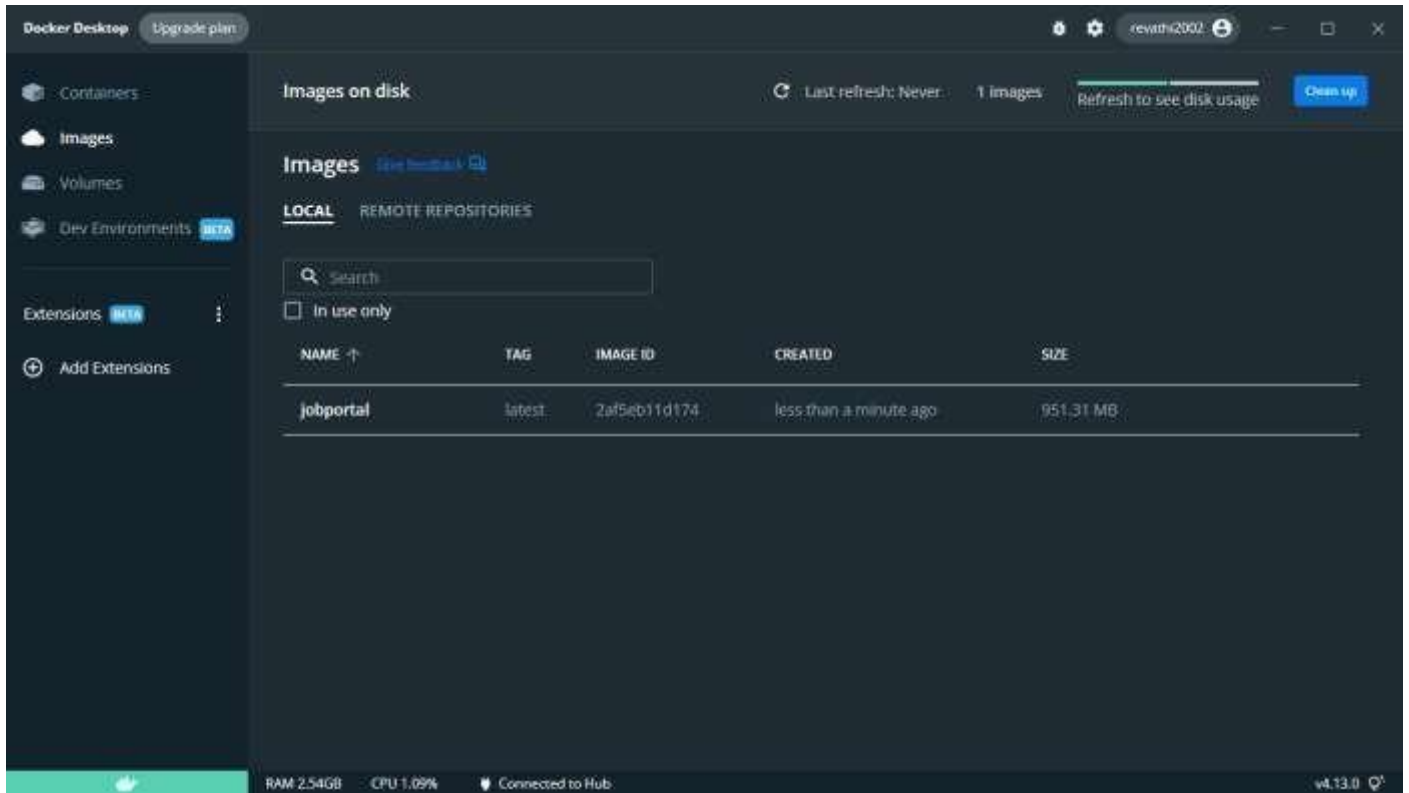 Docker Desktop Upgrade plan revathi2002
Containers
Images
Volumes
Dev Environments BETA
Extensions BETA
Add Extensions
Images on disk Last refresh: Never 1 images Refresh to see disk usage Clean up
Images Give feedback
LOCAL REMOTE REPOSITORIES
Search
In use only
NAME TAG IMAGE ID CREATED SIZE
jobportal latest 2af5eb11d174 less than a minute ago 951.31 MB
RAM 2.54GB CPU 1.09% Connected to Hub v4.13.0